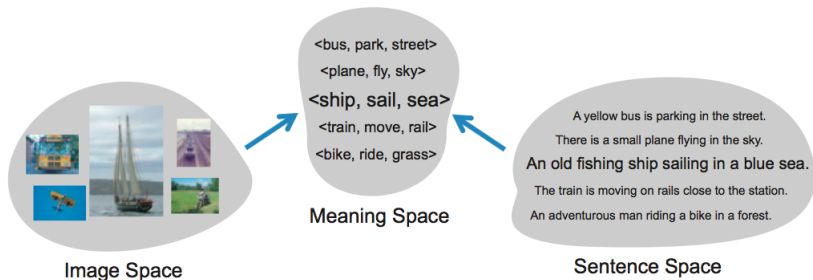 <bus, park, street>
<plane, fly, sky>
<ship, sail, sea>
<train, move, rail>
<bike, ride, grass>
Meaning Space
Image Space
A yellow bus is parking in the street.
There is a small plane flying in the sky.
An old fishing ship sailing in a blue sea.
The train is moving on rails close to the station.
An adventurous man riding a bike in a forest.
Sentence Space